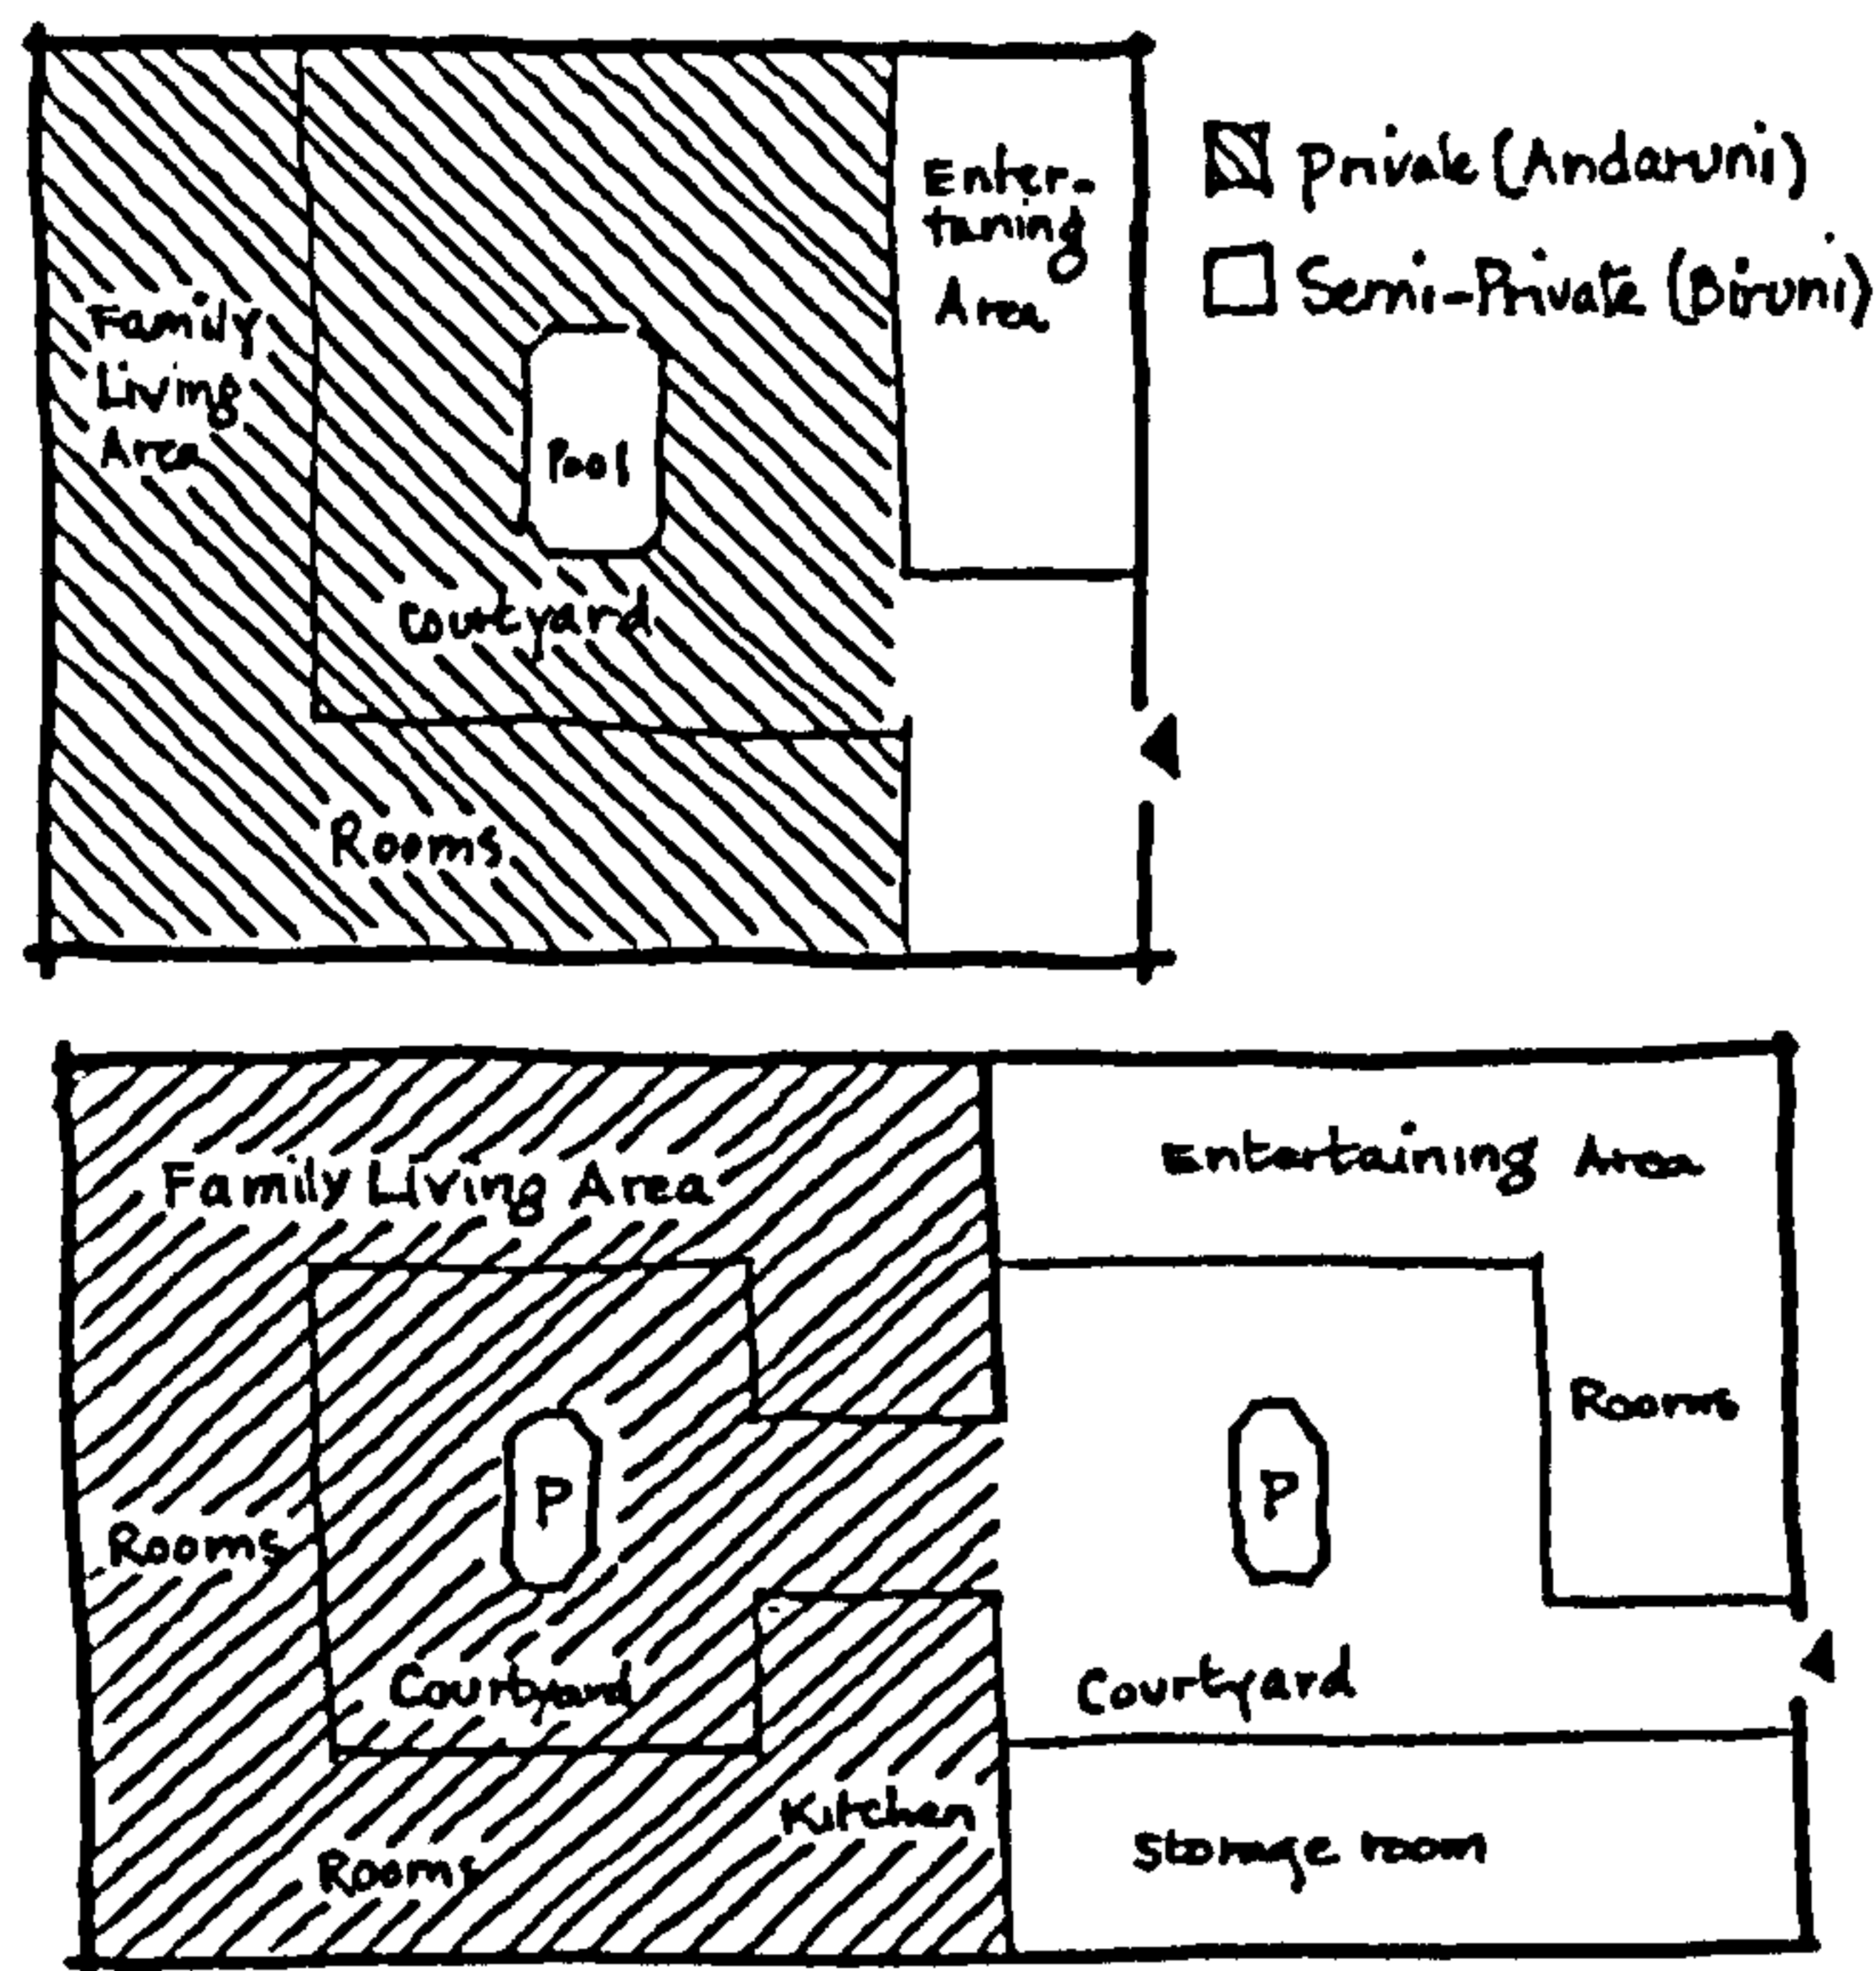 Enter-
taning
Area
Private (Andaruni)
Semi-Private (Biruni)
Family
Living
Area
Pool
Courtyard
Rooms
Family Living Area
Entertaining Area
Rooms
P
P
Rooms
Courtyard
Courtyard
Kitchen
Storage room
Rooms